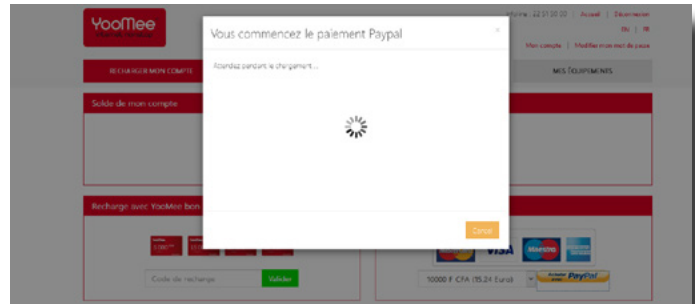 YooMee
Accueil | Déconnexion
EN | FR
Mon compte | Modifier mon mot de passe
Vous commencez le paiement Paypal
×
Attendez pendant le chargement...
RECHARGER MON COMPTE
MES ÉQUIPEMENTS
Solde de mon compte
Recharge avec YooMee bon
Cancel
VISA
Maestro
Code de recharge
Valider
10000 F CFA (15.24 Euro)
PayPal